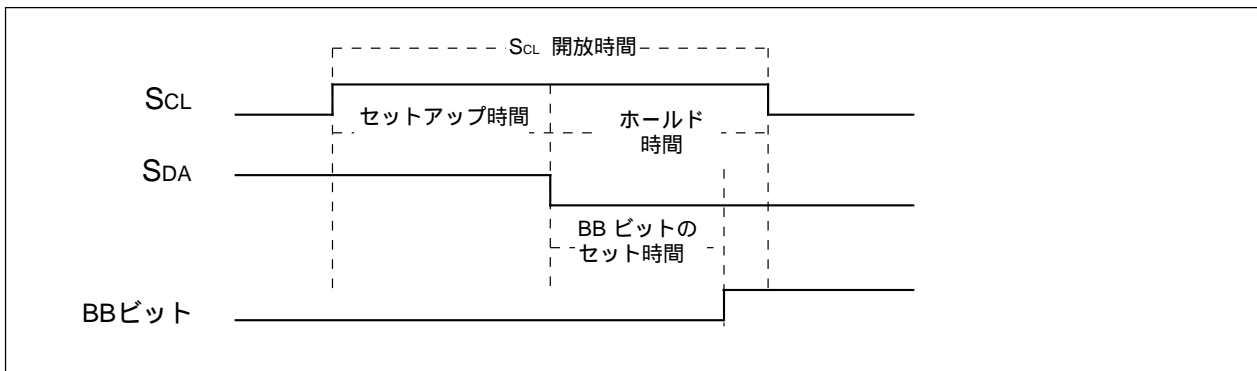 SCL 開放時間
SCL
セットアップ時間
ホールド
時間
SDA
BB ビットの
セット時間
BBビット